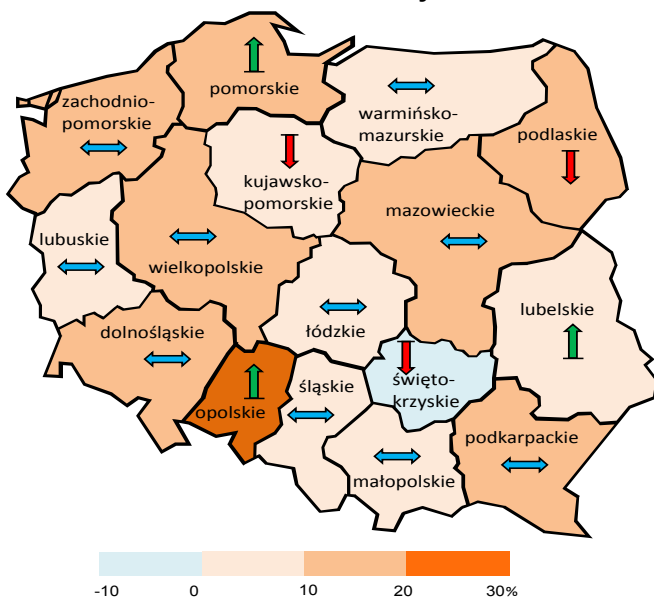 pomorskie
zachodnio-
pomorskie
warmińsko-
mazurskie
podlaskie
kujawsko-
pomorskie
mazowieckie
lubuskie
wielkopolskie
lubelskie
dolnośląskie
łódzkie
święto-
krzyskie
śląskie
opolskie
podkarpackie
małopolskie
-10 0 10 20 30%